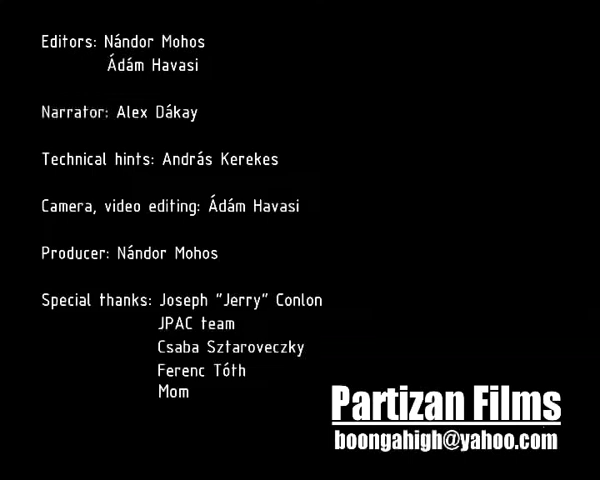 Editors: Nándor Mohos
Ádám Havasi
Narrator: Alex Dákay
Technical hints: András Kerekes
Camera, video editing: Ádám Havasi
Producer: Nándor Mohos
Special thanks: Joseph "Jerry" Conlon
JPAC team
Csaba Sztaroveczky
Ferenc Tóth
Mom
Partizan Films
boongahigh@yahoo.com